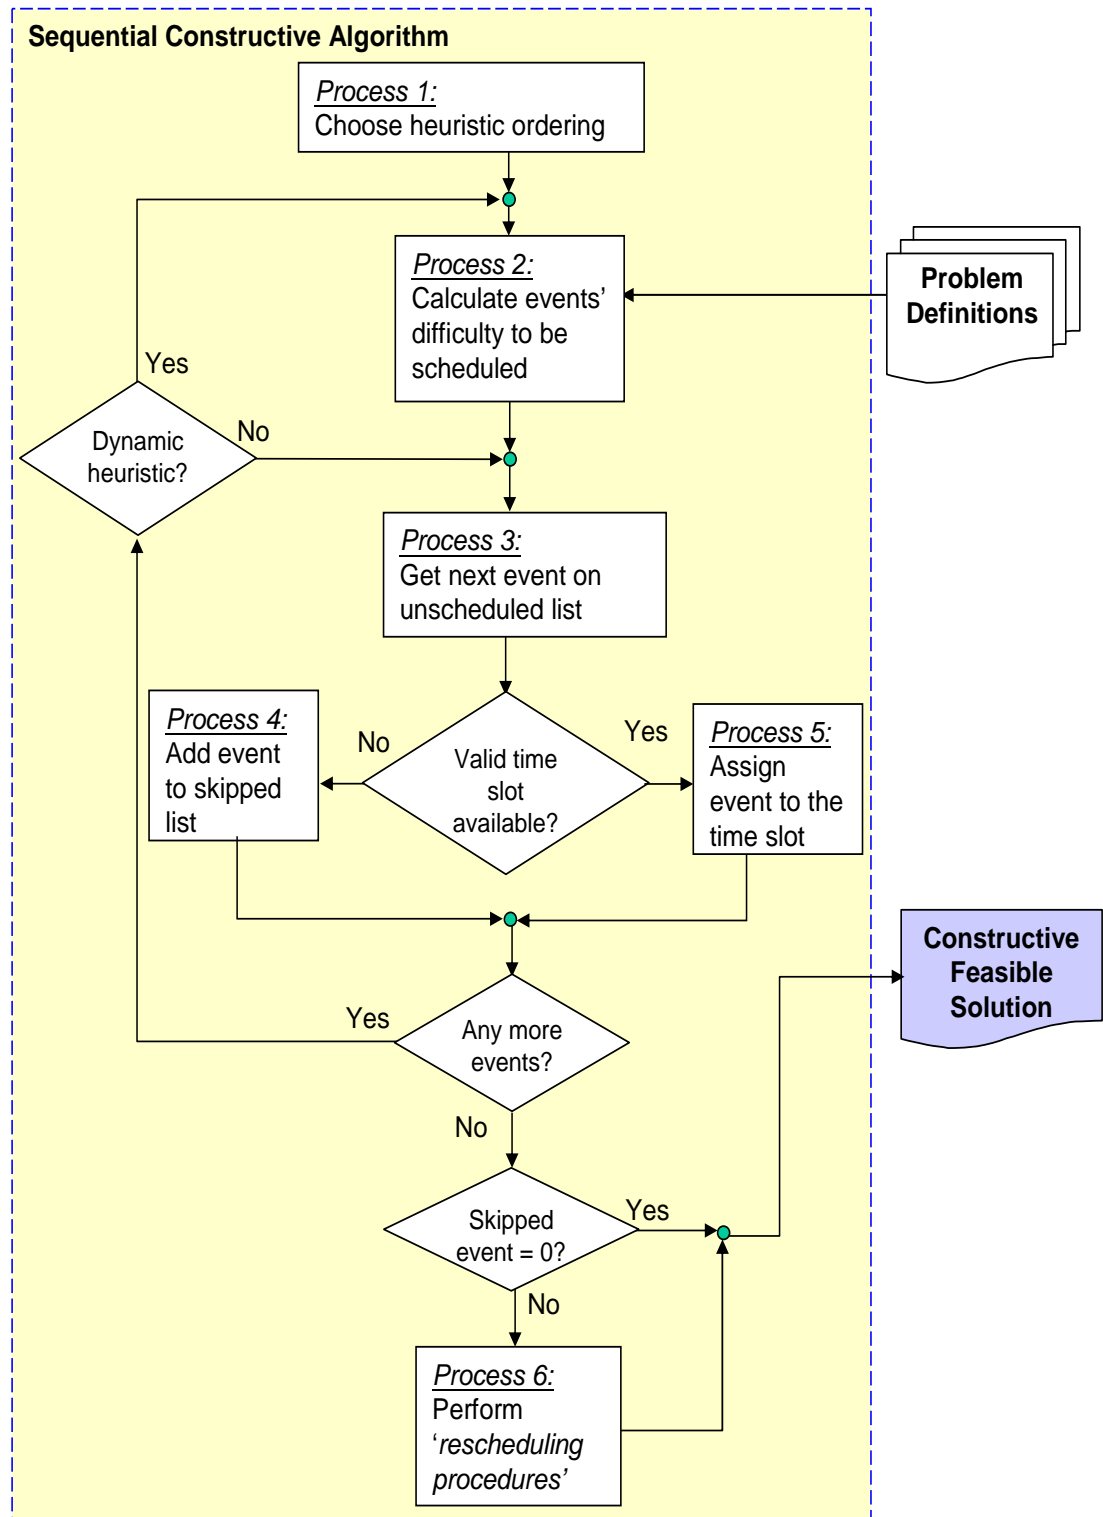 Sequential Constructive Algorithm
Process 1:
Choose heuristic ordering
Process 2:
Calculate events’
difficulty to be
scheduled
Problem
Definitions
Yes
Dynamic
heuristic?
No
Process 3:
Get next event on
unscheduled list
Process 4:
Add event
to skipped
list
No
Valid time
slot
available?
Yes
Process 5:
Assign
event to the
time slot
Constructive
Feasible
Solution
Yes
Any more
events?
No
Skipped
event = 0?
Yes
No
Process 6:
Perform
‘rescheduling
procedures’